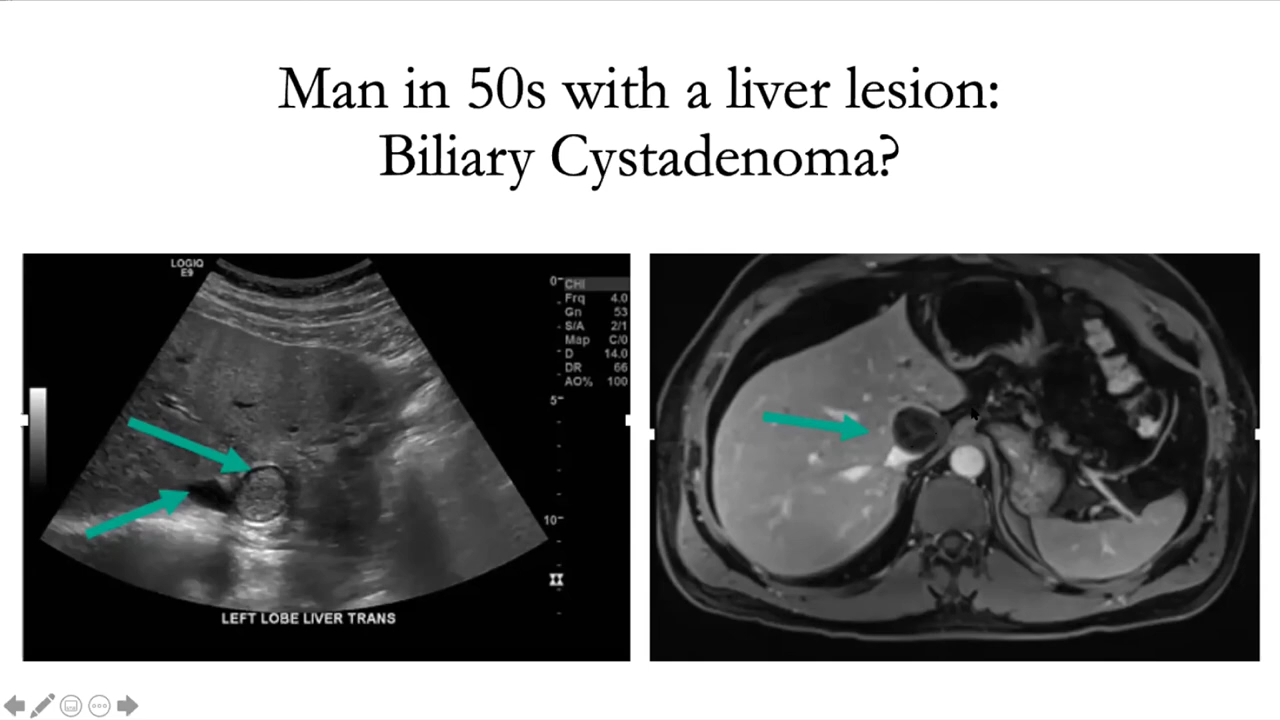 Man in 50s with a liver lesion:
Biliary Cystadenoma?
LOGIQ
E9
0
CHI
Frq 4.0
Gn 53
S/A 2/1
Map C/0
D 14.0
DR 66
AO% 100
5
10
LEFT LOBE LIVER TRANS